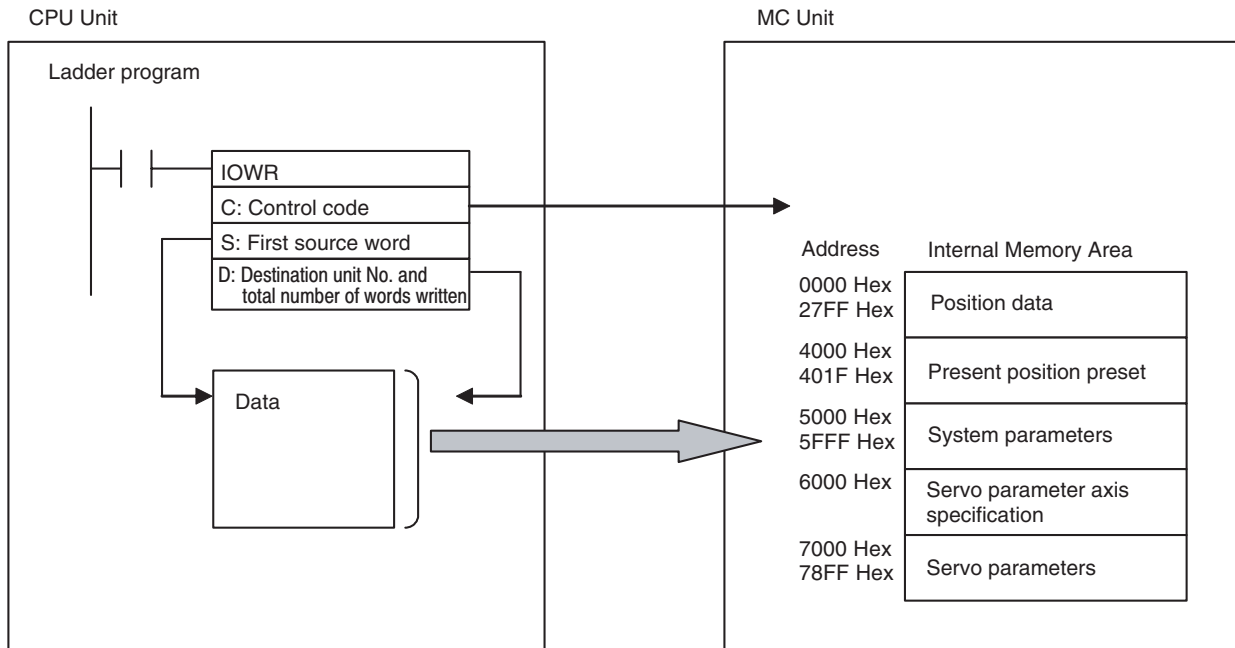 CPU Unit
MC Unit
Ladder program
IOWR
C: Control code
S: First source word
D: Destination unit No. and
total number of words written
Data
Address
Internal Memory Area
0000 Hex
27FF Hex
Position data
4000 Hex
401F Hex
Present position preset
5000 Hex
5FFF Hex
System parameters
6000 Hex
Servo parameter axis
specification
7000 Hex
78FF Hex
Servo parameters